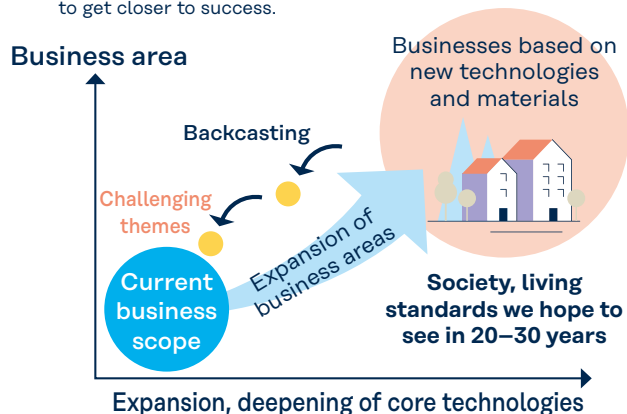 to get closer to success.
Business area
Businesses based on
new technologies
and materials
Backcasting
Challenging
themes
Expansion of
business areas
Current
business
scope
Society, living
standards we hope to
see in 20–30 years
Expansion, deepening of core technologies